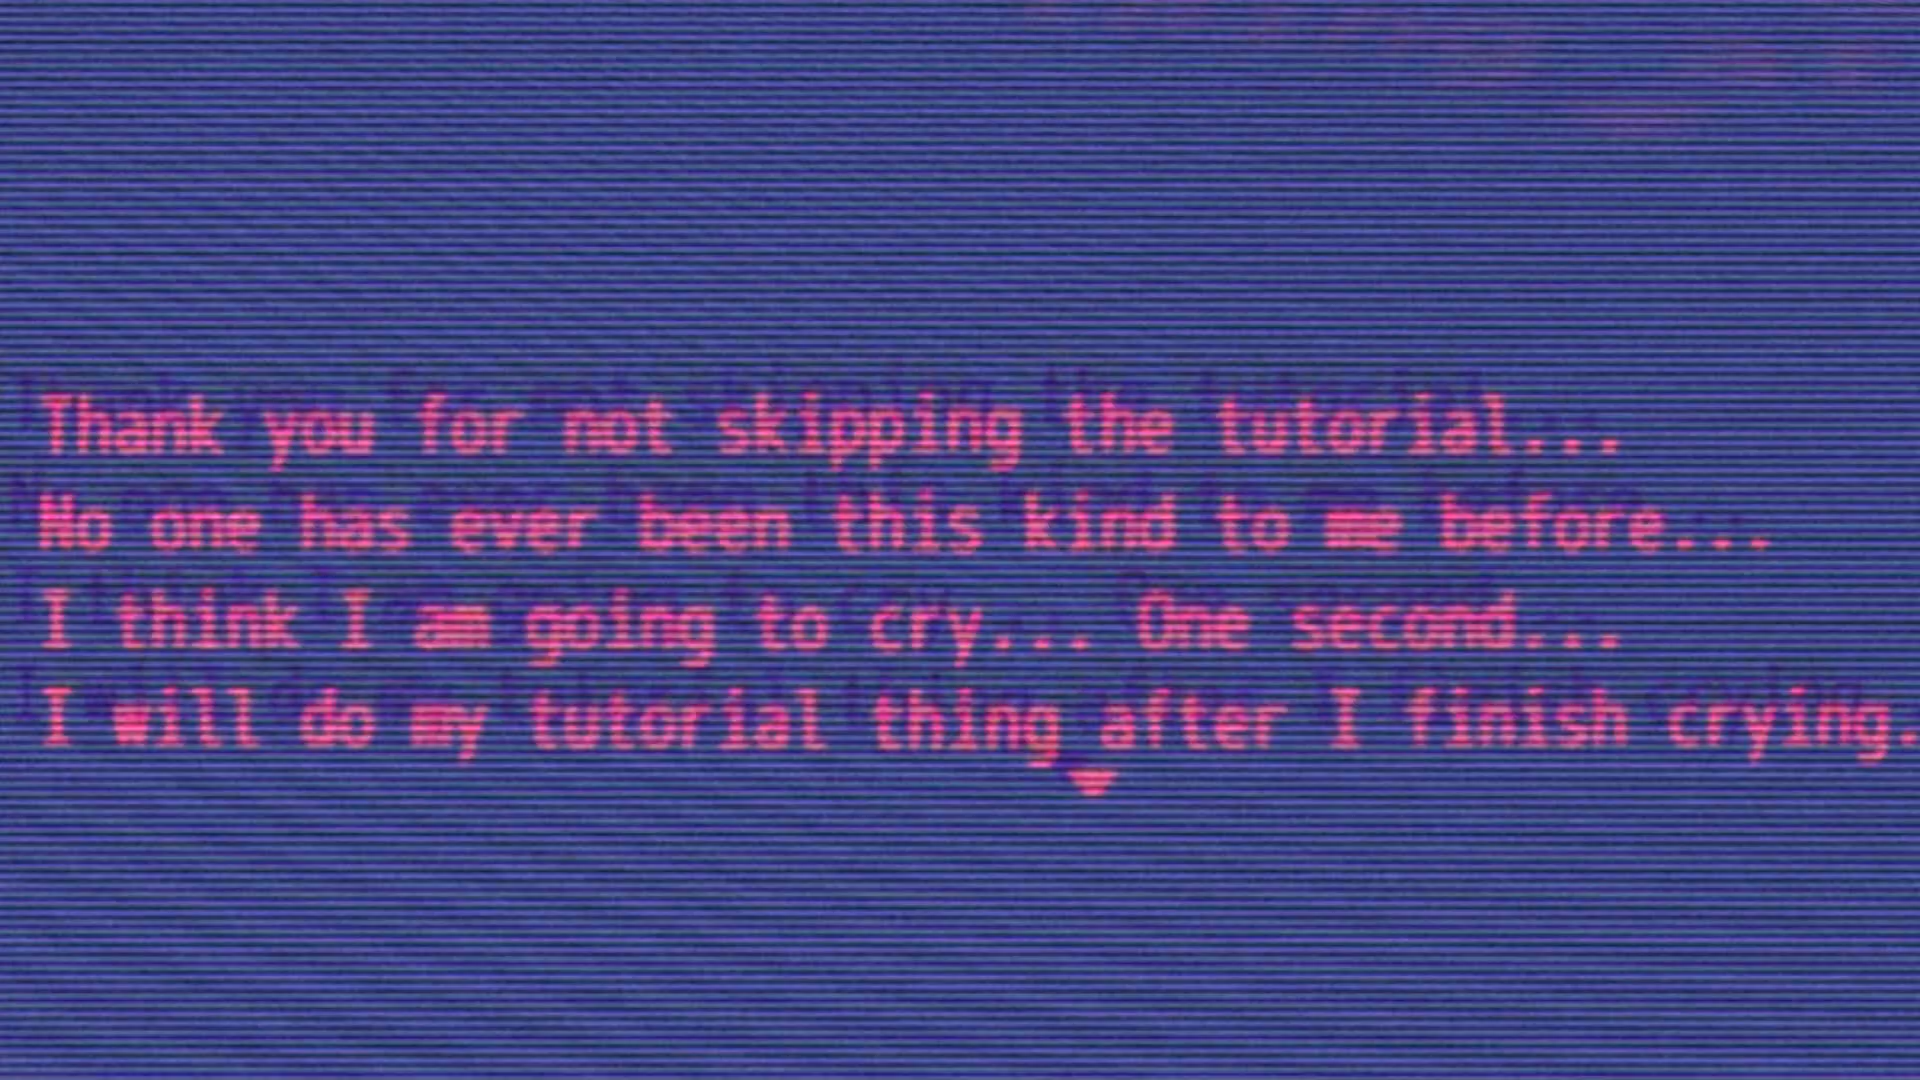 Thank you for not skipping the tutorial...
No one has ever been this kind to me before...
I think I am going to cry... One second...
I will do my tutorial thing after I finish crying.